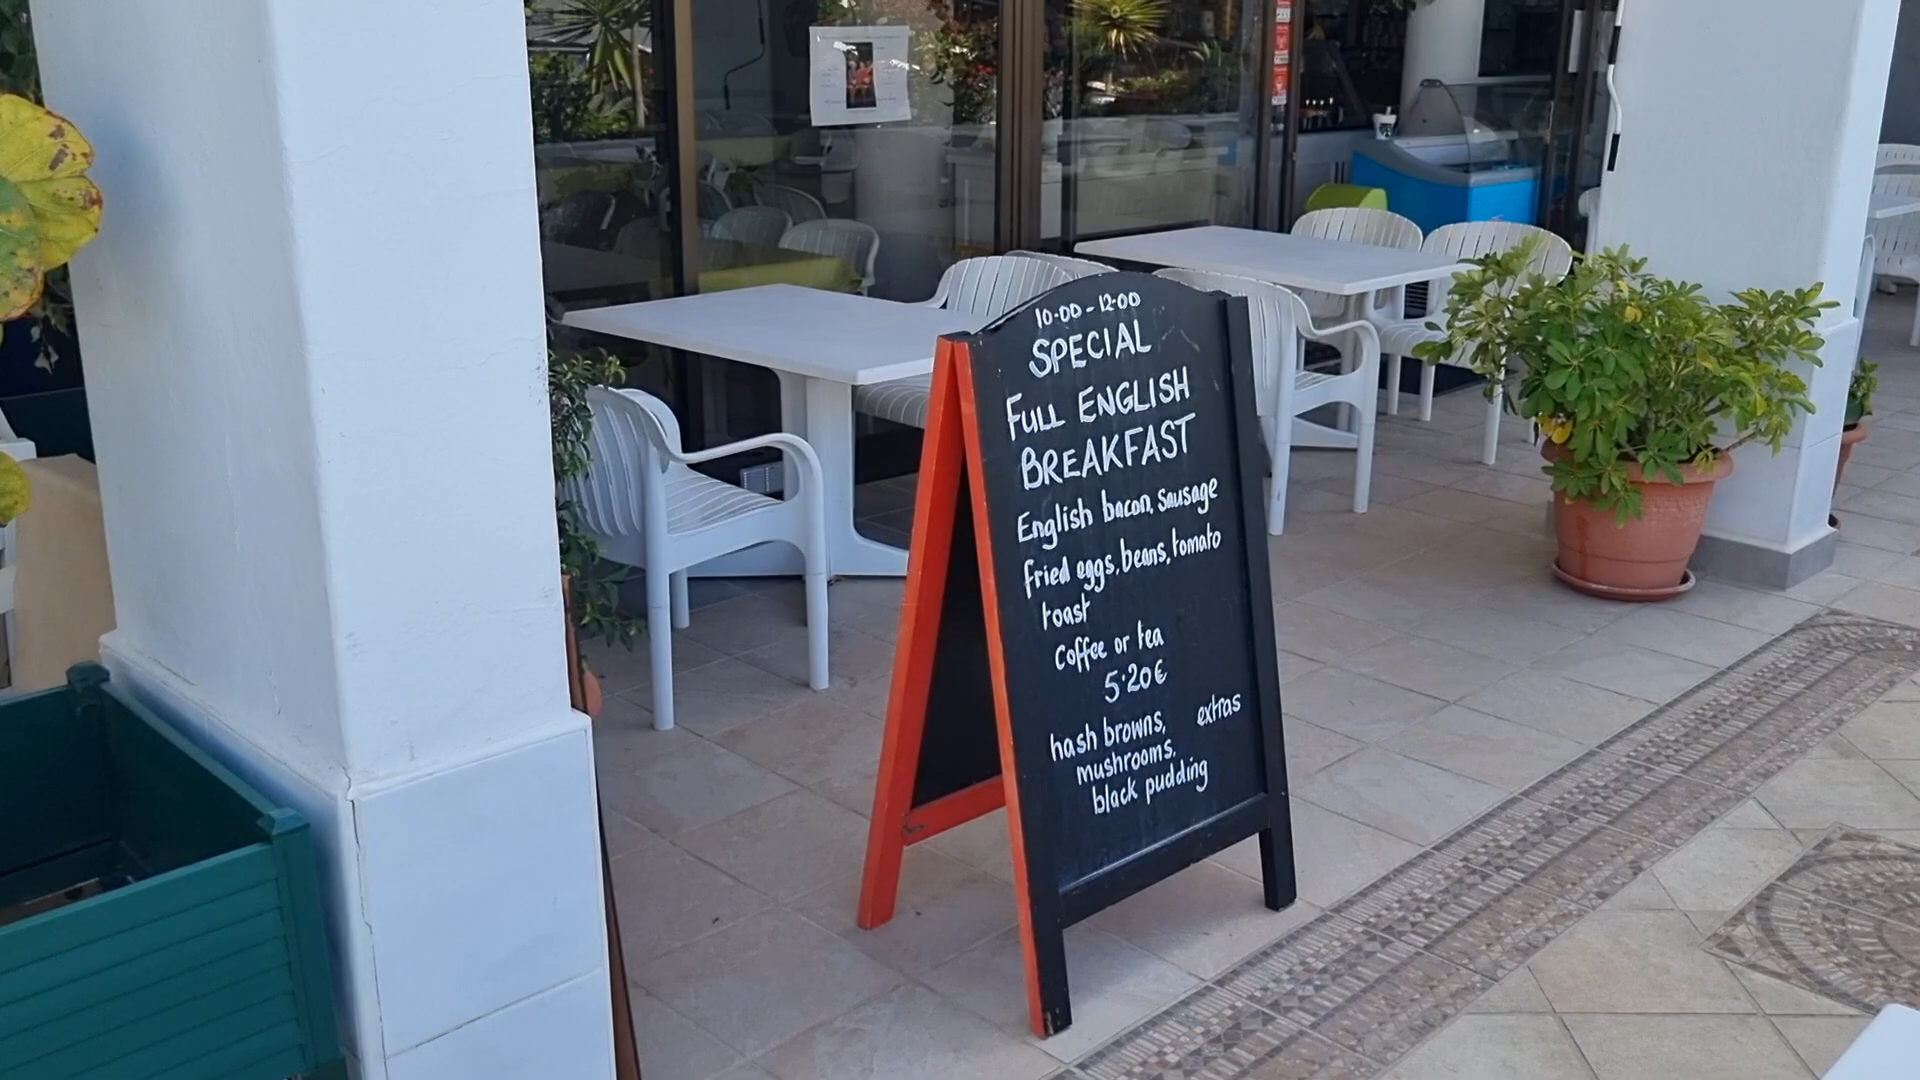 10·00 - 12·00
SPECIAL
FULL ENGLISH
BREAKFAST
English bacon, sausage
fried eggs, beans, tomato
toast
Coffee or tea
5·20€
extras
hash browns,
mushrooms,
black pudding